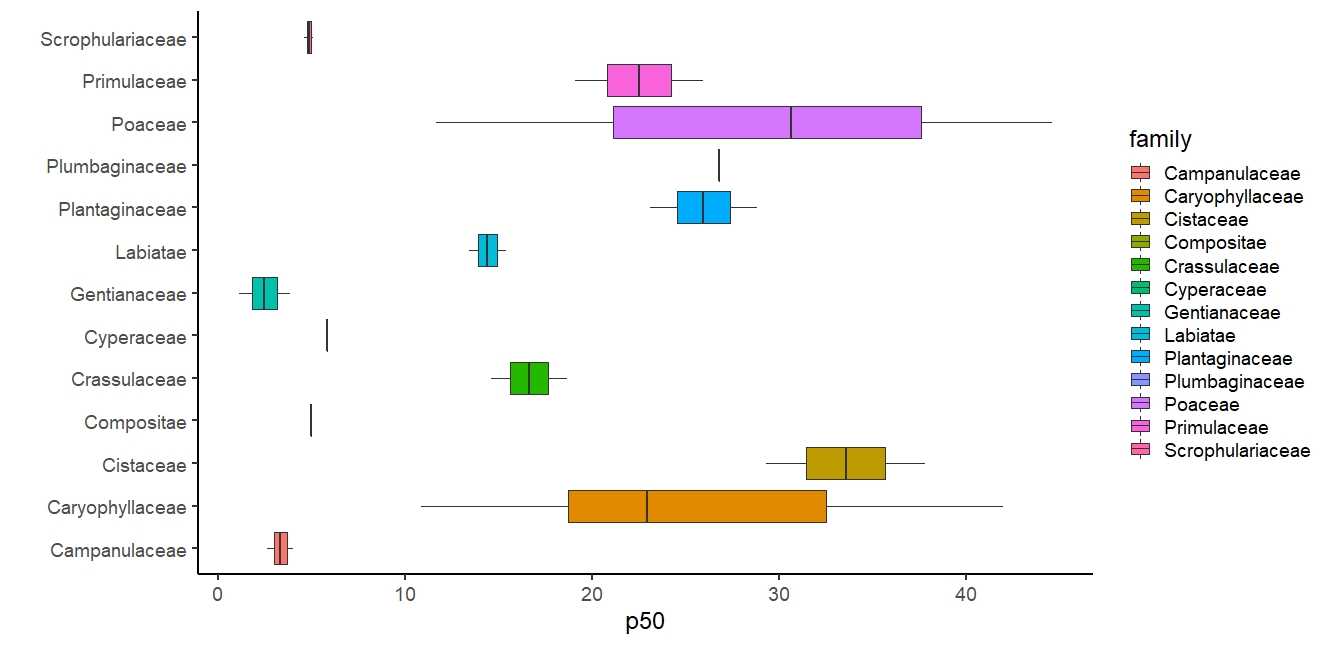 Scrophulariaceae
Primulaceae
Poaceae
Plumbaginaceae
Plantaginaceae
Labiatae
Gentianaceae
Cyperaceae
Crassulaceae
Compositae
Cistaceae
Caryophyllaceae
Campanulaceae
0 10 20 30 40
p50
family
Campanulaceae
Caryophyllaceae
Cistaceae
Compositae
Crassulaceae
Cyperaceae
Gentianaceae
Labiatae
Plantaginaceae
Plumbaginaceae
Poaceae
Primulaceae
Scrophulariaceae